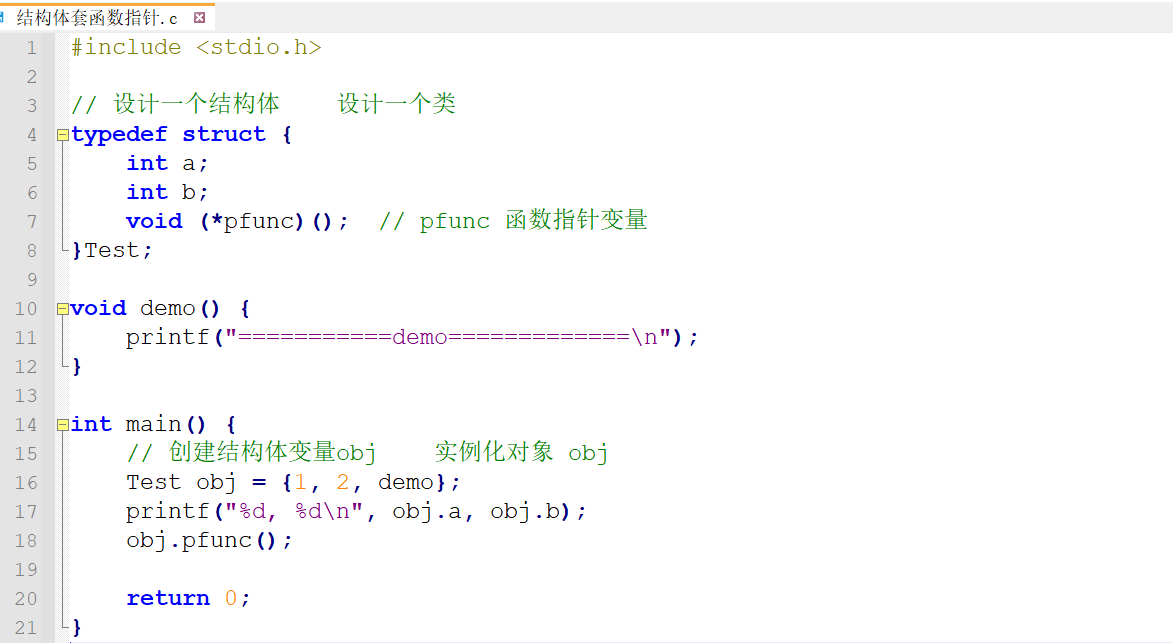 结构体套函数指针.c
1 #include <stdio.h>
2
3 // 设计一个结构体    设计一个类
4 typedef struct {
5     int a;
6     int b;
7     void (*pfunc)();  // pfunc 函数指针变量
8 }Test;
9
10 void demo() {
11     printf("===========demo=============\n");
12 }
13
14 int main() {
15     // 创建结构体变量obj    实例化对象 obj
16     Test obj = {1, 2, demo};
17     printf("%d, %d\n", obj.a, obj.b);
18     obj.pfunc();
19
20     return 0;
21 }